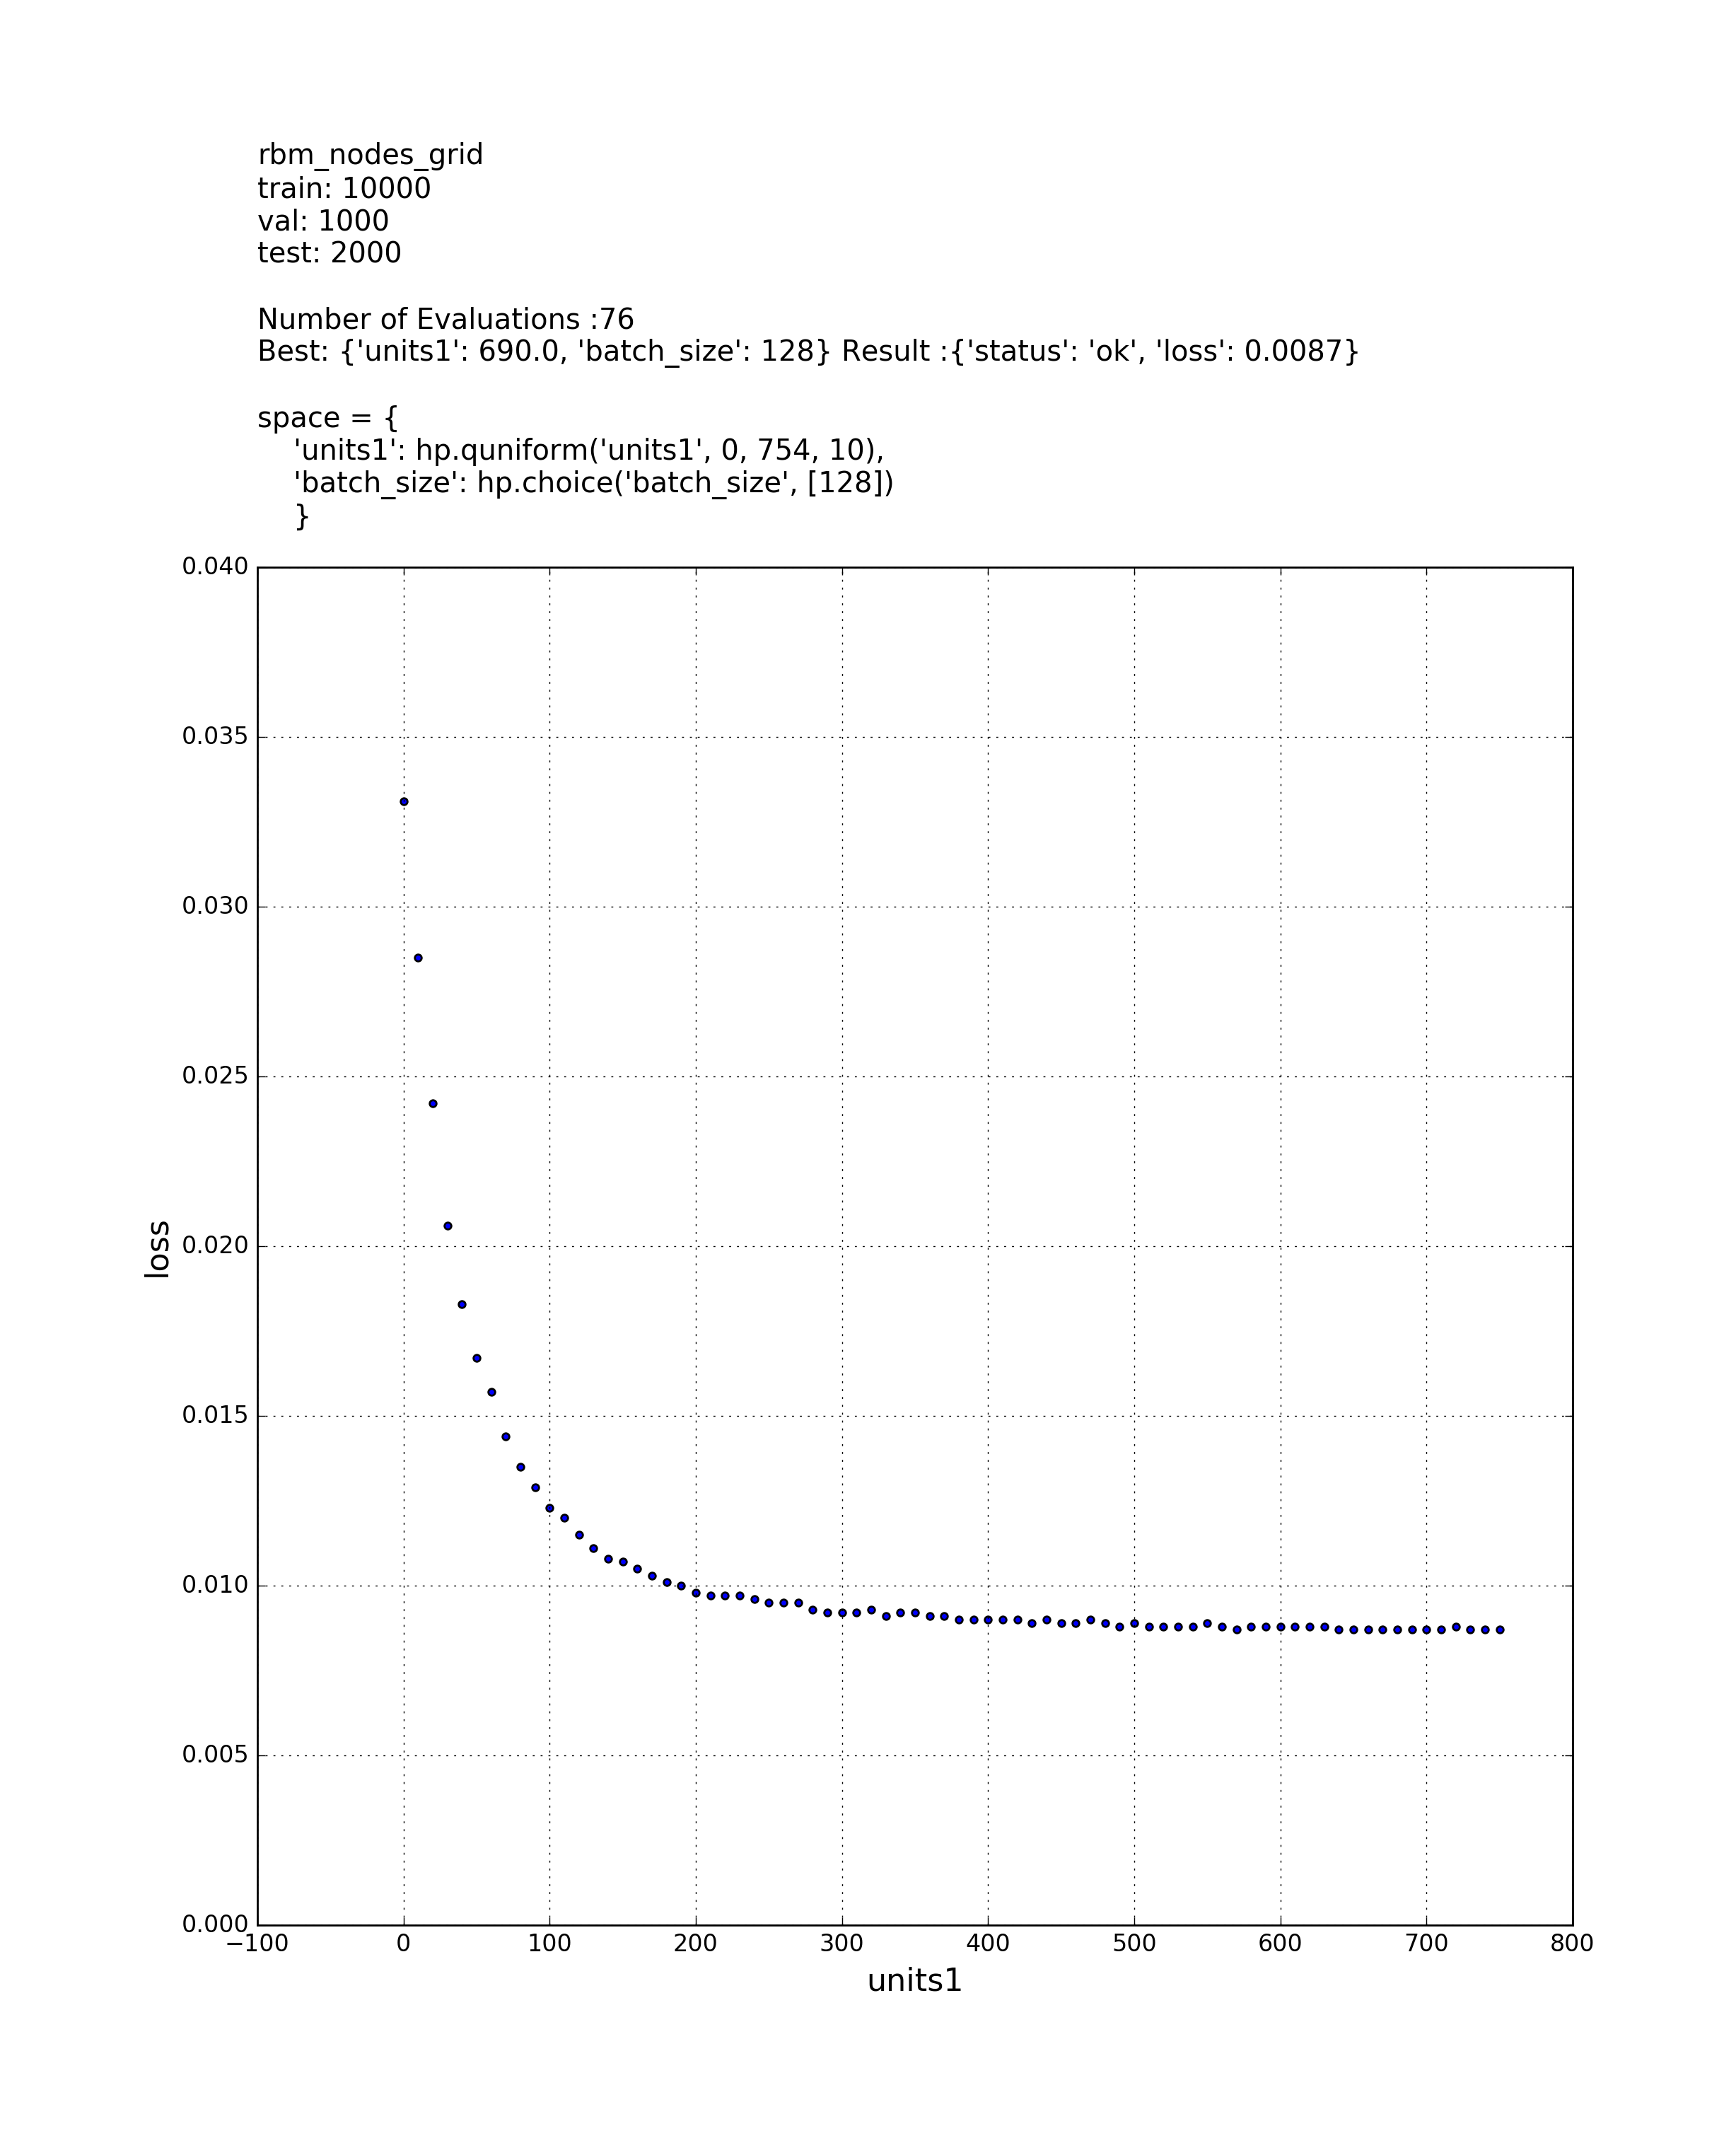 rbm_nodes_grid
train: 10000
val: 1000
test: 2000
Number of Evaluations :76
Best: {'units1': 690.0, 'batch_size': 128} Result :{'status': 'ok', 'loss': 0.0087}
space = {
'units1': hp.quniform('units1', 0, 754, 10),
'batch_size': hp.choice('batch_size', [128])
}
0.040
0.035
0.030
0.025
0.020
loss
0.015
0.010
0.005
0.000
−100 0 100 200 300 400 500 600 700 800
units1